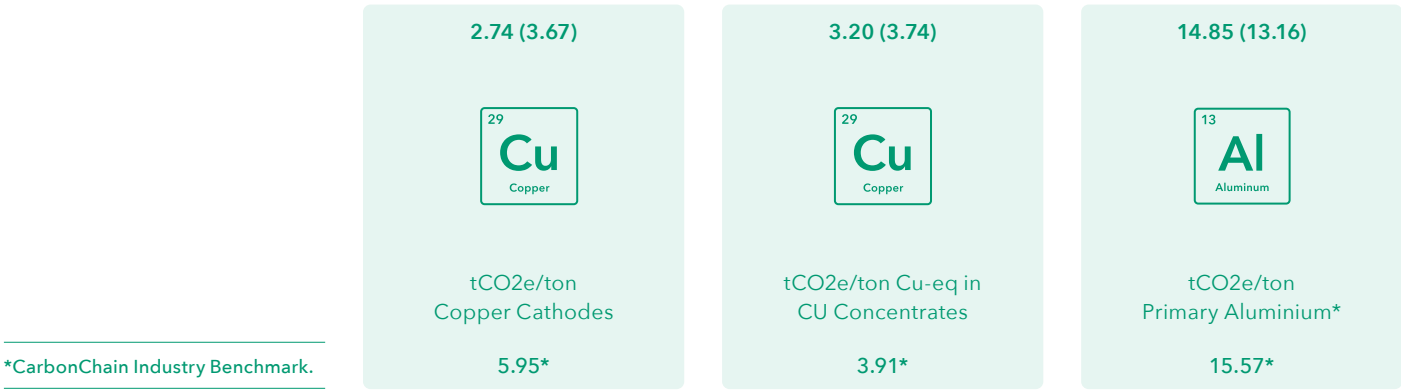 2.74 (3.67)
29
Cu
Copper
tCO2e/ton
Copper Cathodes
5.95*
3.20 (3.74)
29
Cu
Copper
tCO2e/ton Cu-eq in
CU Concentrates
3.91*
14.85 (13.16)
13
Al
Aluminum
tCO2e/ton
Primary Aluminium*
15.57*
*CarbonChain Industry Benchmark.